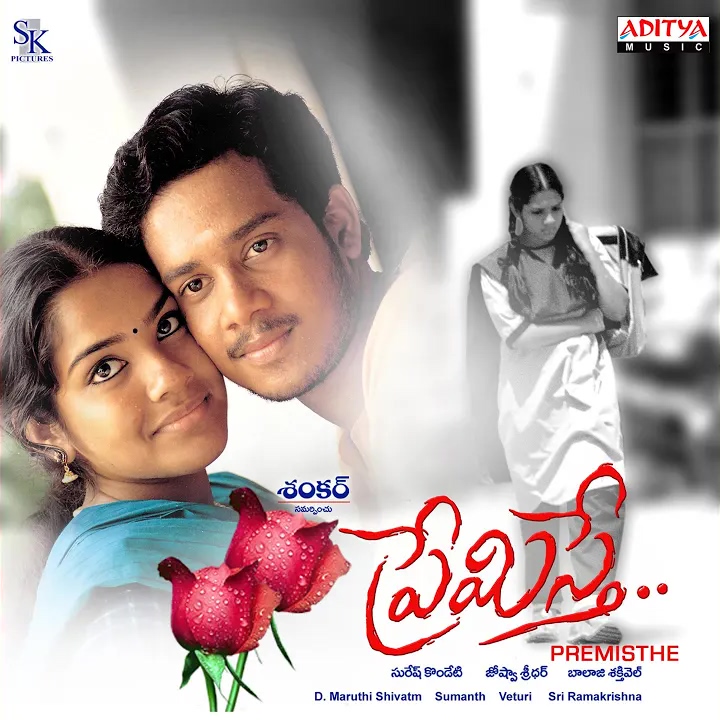 SK
PICTURES
ADITYA
MUSIC
శంకర్
సమర్పించు
ప్రేమిస్తే..
PREMISTHE
సురేష్ కొండేటి జోష్వా శ్రీధర్ బాలాజి శక్తివెల్
D. Maruthi Shivatm Sumanth Veturi Sri Ramakrishna